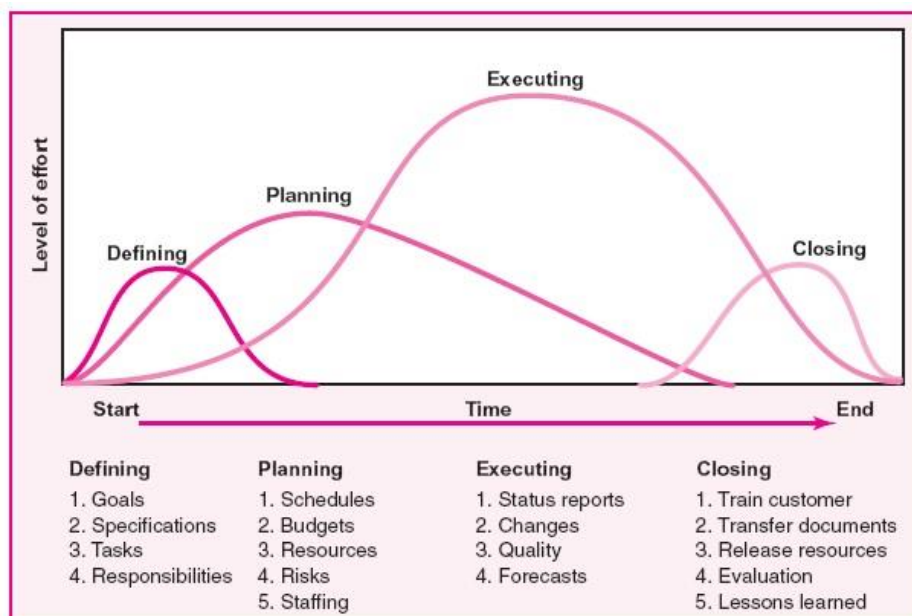 Level of effort
Defining
Planning
Executing
Closing
Start
Time
End
Defining
1. Goals
2. Specifications
3. Tasks
4. Responsibilities
Planning
1. Schedules
2. Budgets
3. Resources
4. Risks
5. Staffing
Executing
1. Status reports
2. Changes
3. Quality
4. Forecasts
Closing
1. Train customer
2. Transfer documents
3. Release resources
4. Evaluation
5. Lessons learned